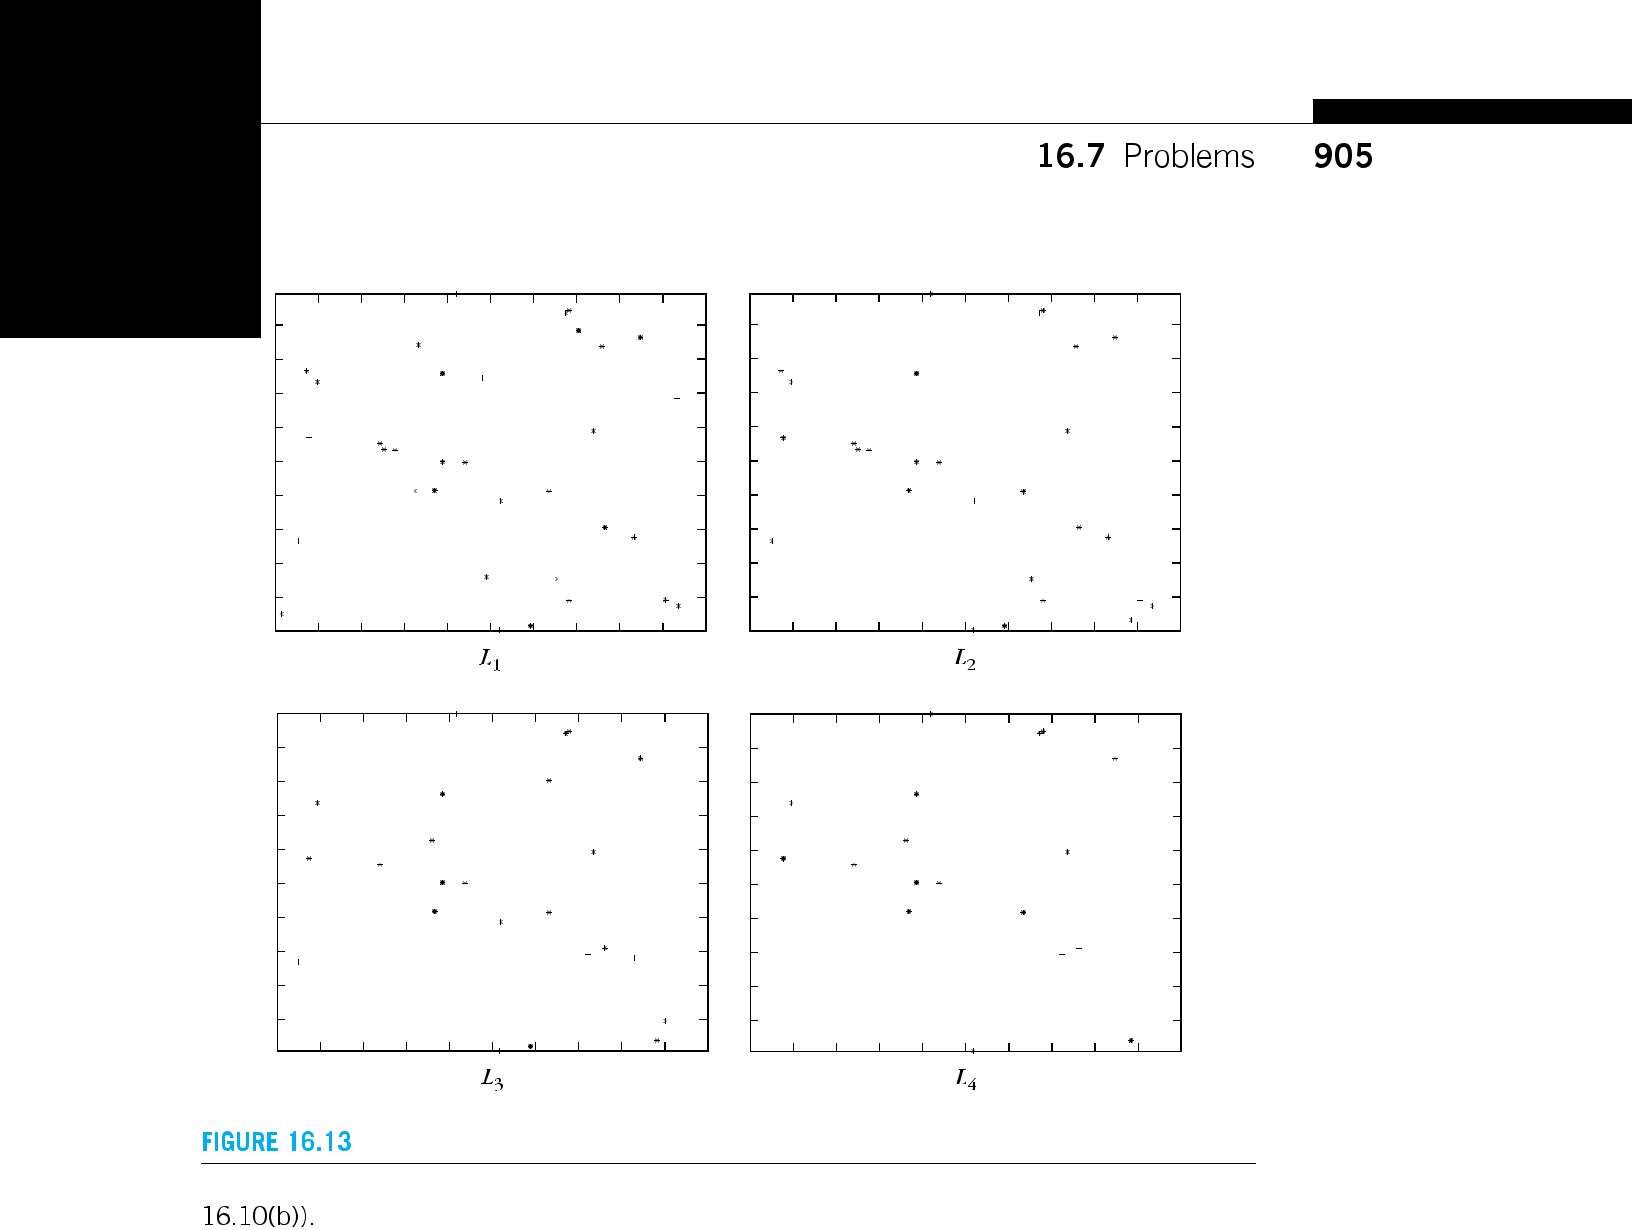 16.7 Problems 905
L1
L2
L3
L4
FIGURE 16.13
16.10(b)).